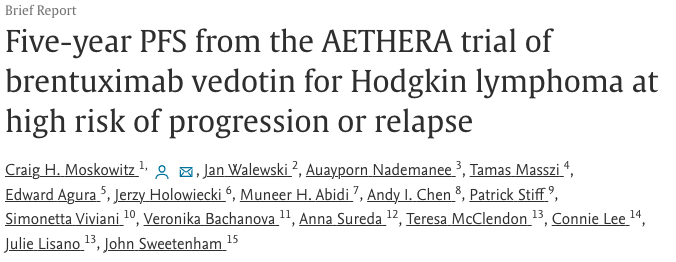 Brief Report
Five-year PFS from the AETHERA trial of
brentuximab vedotin for Hodgkin lymphoma at
high risk of progression or relapse
Craig H. Moskowitz 1, , Jan Walewski 2, Auayporn Nademanee 3, Tamas Masszi 4,
Edward Agura 5, Jerzy Holowiecki 6, Muneer H. Abidi 7, Andy I. Chen 8, Patrick Stiff 9,
Simonetta Viviani 10, Veronika Bachanova 11, Anna Sureda 12, Teresa McClendon 13, Connie Lee 14,
Julie Lisano 13, John Sweetenham 15